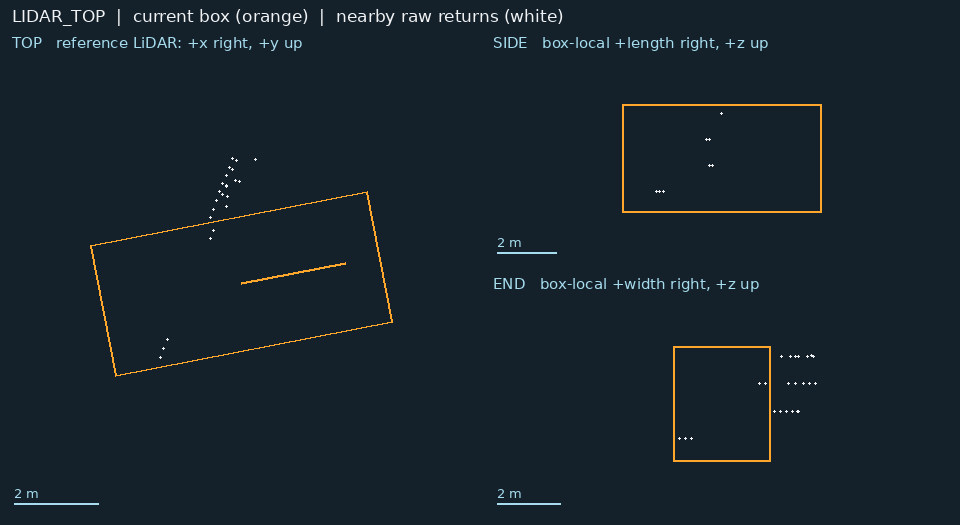 LIDAR_TOP | current box (orange) | nearby raw returns (white)
TOP reference LiDAR: +x right, +y up
SIDE box-local +length right, +z up
2 m
END box-local +width right, +z up
2 m
2 m